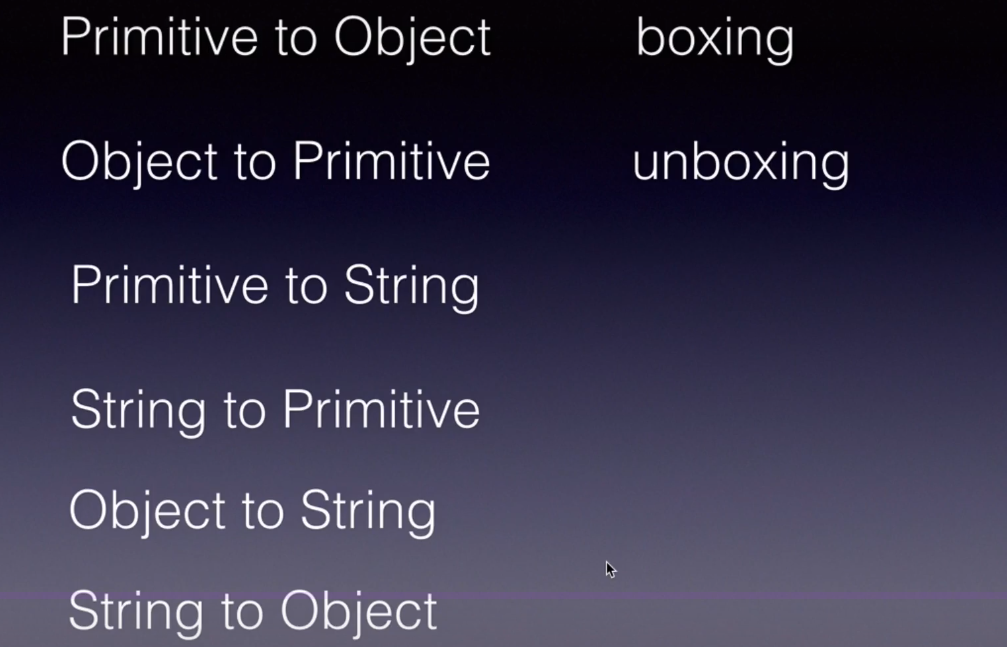 Primitive to Object boxing
Object to Primitive unboxing
Primitive to String
String to Primitive
Object to String
String to Object